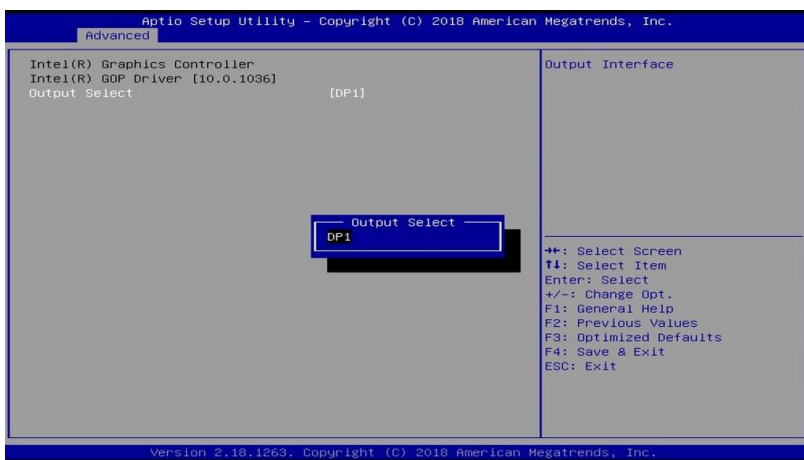 Aptio Setup Utility – Copyright (C) 2018 American Megatrends, Inc.
Advanced
Intel(R) Graphics Controller
Intel(R) GOP Driver [10.0.1036]
Output Select [DP1]
Output Select
DP1
Output Interface
→←: Select Screen
↑↓: Select Item
Enter: Select
+/-: Change Opt.
F1: General Help
F2: Previous Values
F3: Optimized Defaults
F4: Save & Exit
ESC: Exit
Version 2.18.1263. Copyright (C) 2018 American Megatrends, Inc.